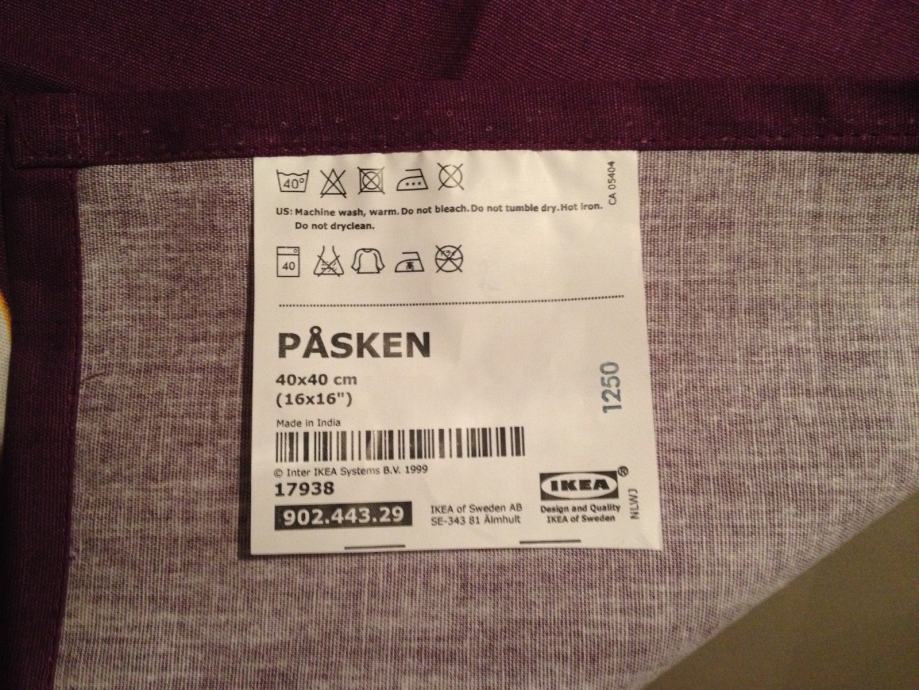 40°
CA 05404
US: Machine wash, warm. Do not bleach. Do not tumble dry. Hot iron.
Do not dryclean.
40
PÅSKEN
40x40 cm
(16x16")
1250
Made in India
© Inter IKEA Systems B.V. 1999
17938
902.443.29
IKEA of Sweden AB
SE-343 81 Älmhult
IKEA®
Design and Quality
IKEA of Sweden
NLWJ